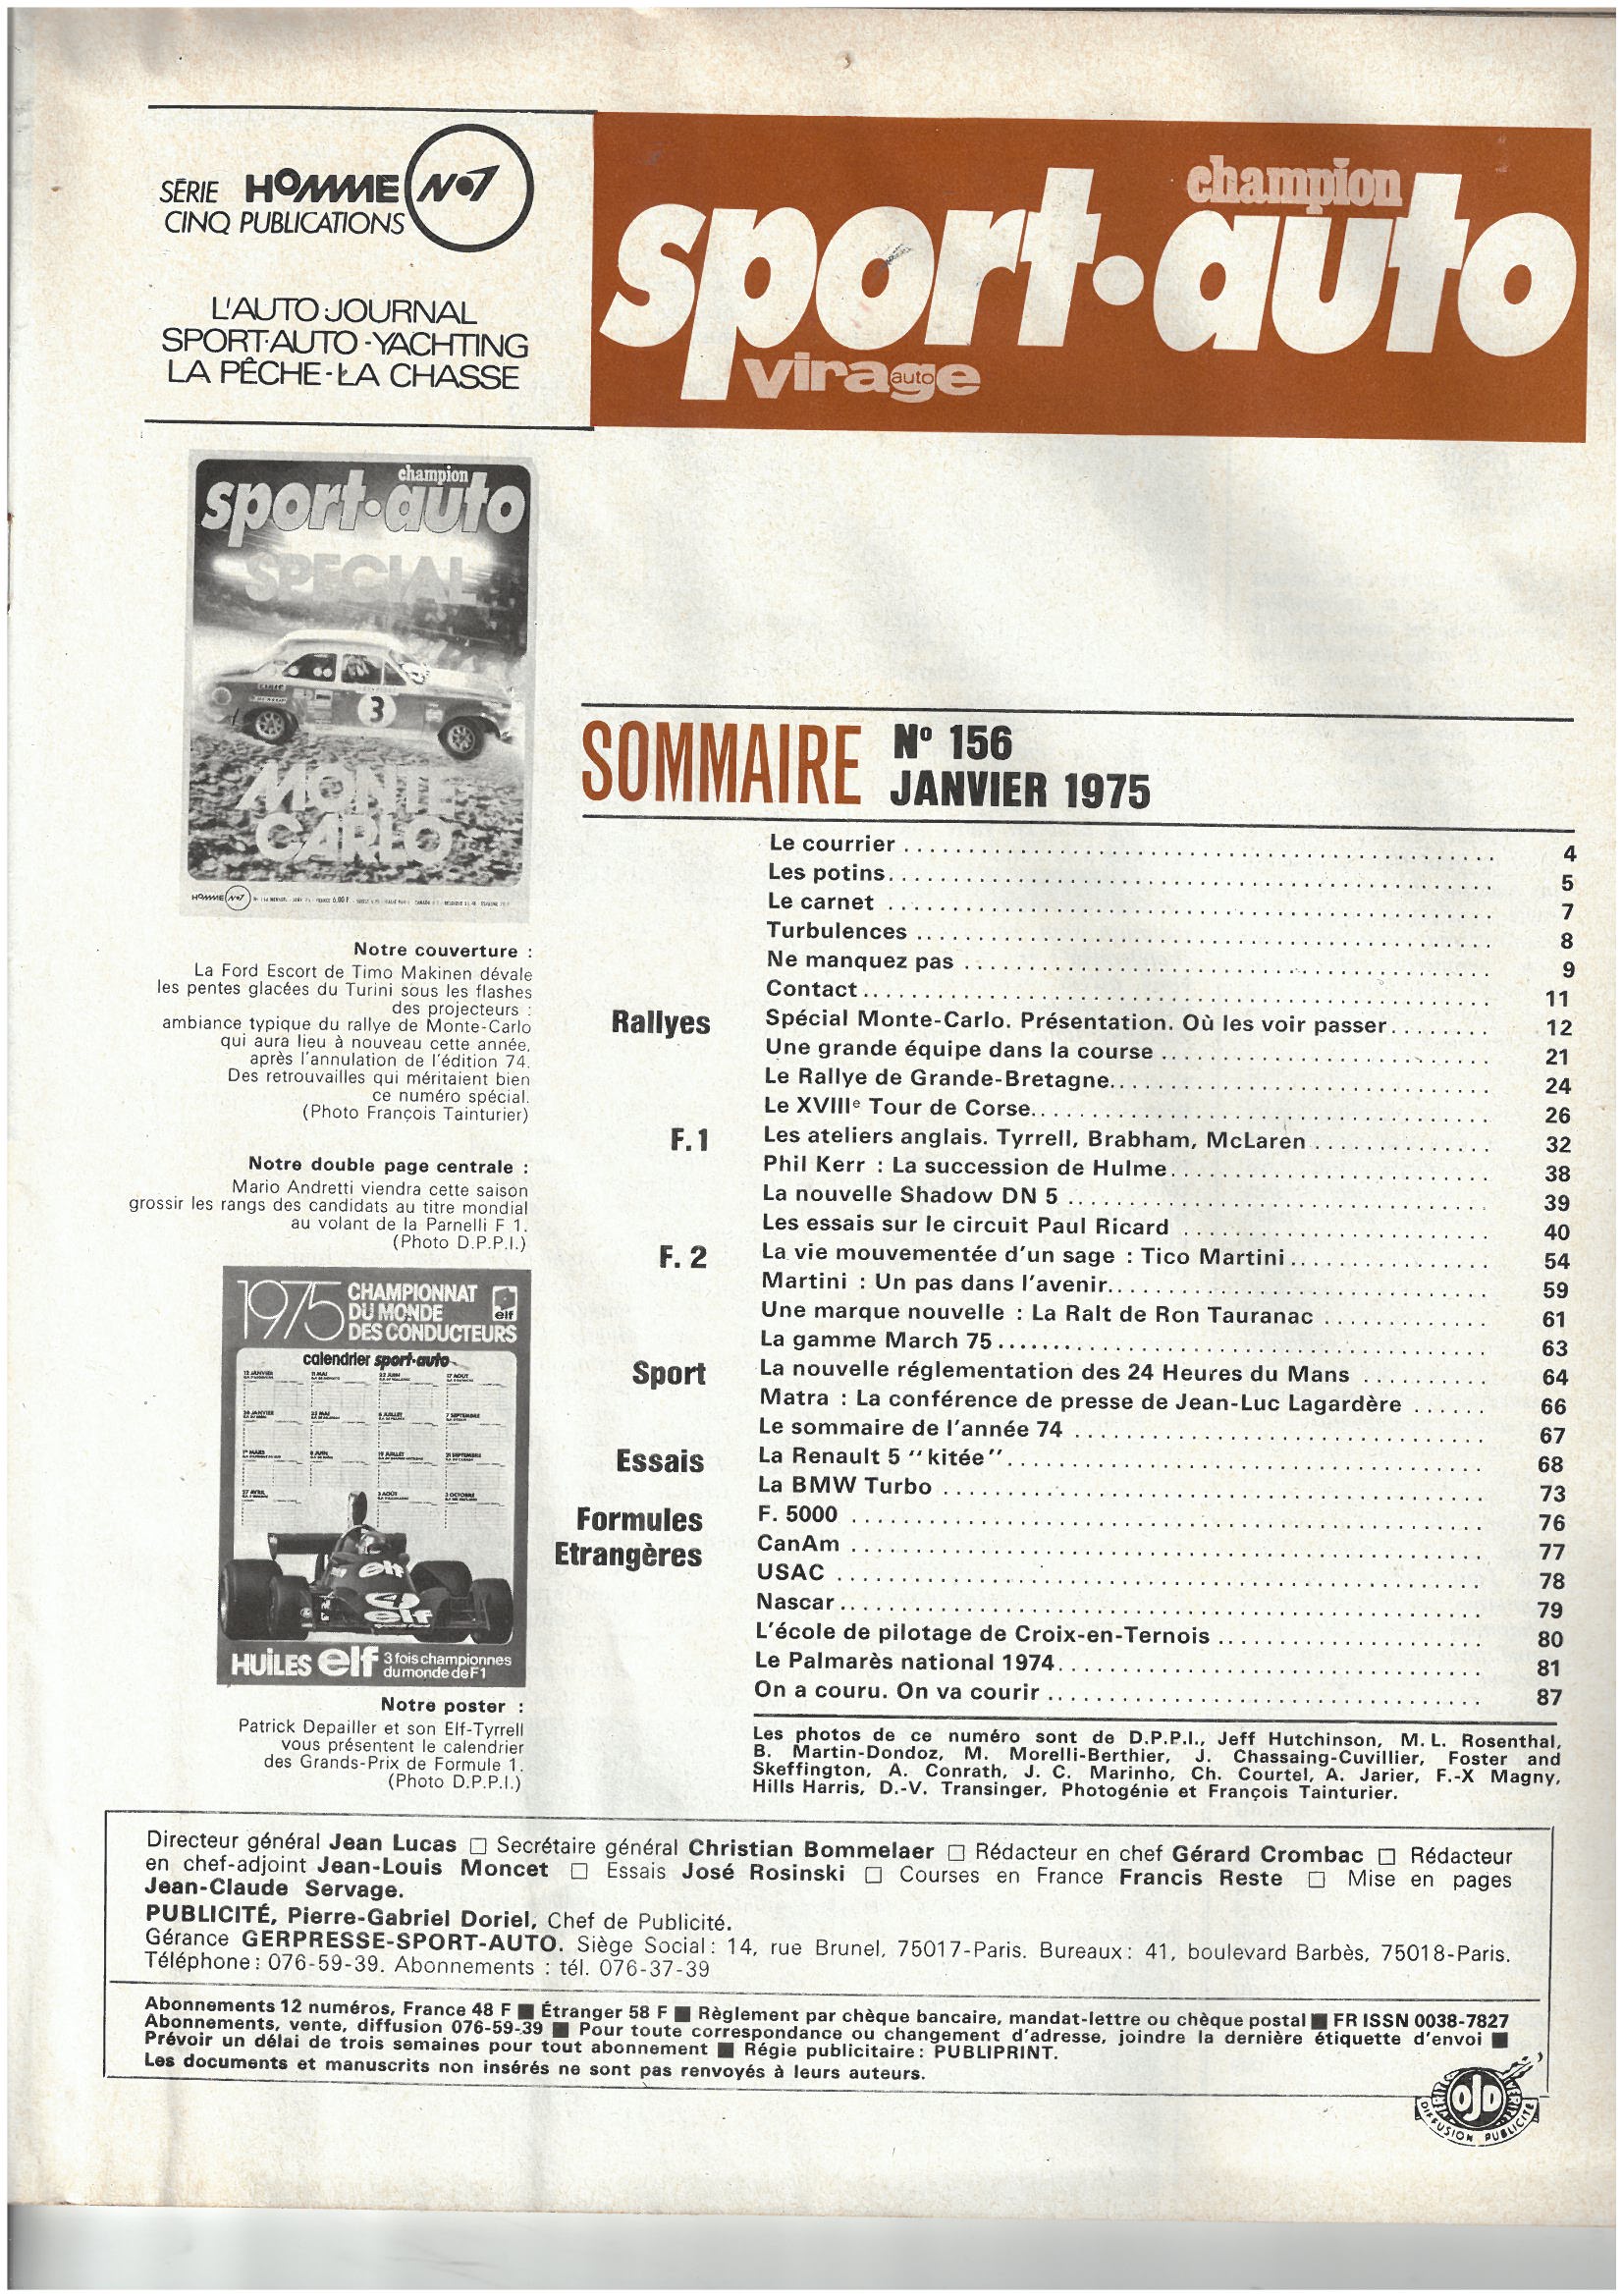 SÉRIE HOMME N°1
CINQ PUBLICATIONS
L'AUTO-JOURNAL
SPORT-AUTO - YACHTING
LA PÊCHE - LA CHASSE
champion
sport-auto
virage auto
champion
sport-auto
SPECIAL
3
MONTE
CARLO
HOMME N°1
Notre couverture :
La Ford Escort de Timo Makinen dévale
les pentes glacées du Turini sous les flashes
des projecteurs :
ambiance typique du rallye de Monte-Carlo
qui aura lieu à nouveau cette année,
après l'annulation de l'édition 74.
Des retrouvailles qui méritaient bien
ce numéro spécial.
(Photo François Tainturier)
Notre double page centrale :
Mario Andretti viendra cette saison
grossir les rangs des candidats au titre mondial
au volant de la Parnelli F 1.
(Photo D.P.P.I.)
1975 CHAMPIONNAT
DU MONDE
DES CONDUCTEURS
elf
calendrier sport-auto
elf
elf
HUILES elf 3 fois championnes
du monde de F1
Notre poster :
Patrick Depailler et son Elf-Tyrrell
vous présentent le calendrier
des Grands-Prix de Formule 1.
(Photo D.P.P.I.)
SOMMAIRE N° 156
JANVIER 1975
Le courrier 4
Les potins 5
Le carnet 7
Turbulences 8
Ne manquez pas 9
Contact 11
Rallyes Spécial Monte-Carlo. Présentation. Où les voir passer 12
Une grande équipe dans la course 21
Le Rallye de Grande-Bretagne 24
Le XVIIIe Tour de Corse 26
F. 1 Les ateliers anglais. Tyrrell, Brabham, McLaren 32
Phil Kerr : La succession de Hulme 38
La nouvelle Shadow DN 5 39
Les essais sur le circuit Paul Ricard 40
F. 2 La vie mouvementée d'un sage : Tico Martini 54
Martini : Un pas dans l'avenir 59
Une marque nouvelle : La Ralt de Ron Tauranac 61
La gamme March 75 63
Sport La nouvelle réglementation des 24 Heures du Mans 64
Matra : La conférence de presse de Jean-Luc Lagardère 66
Le sommaire de l'année 74 67
Essais La Renault 5 "kitée" 68
La BMW Turbo 73
Formules F. 5000 76
Etrangères CanAm 77
USAC 78
Nascar 79
L'école de pilotage de Croix-en-Ternois 80
Le Palmarès national 1974 81
On a couru. On va courir 87
Les photos de ce numéro sont de D.P.P.I., Jeff Hutchinson, M. L. Rosenthal,
B. Martin-Dondoz, M. Morelli-Berthier, J. Chassaing-Cuvillier, Foster and
Skeffington, A. Conrath, J. C. Marinho, Ch. Courtel, A. Jarier, F.-X Magny,
Hills Harris, D.-V. Transinger, Photogénie et François Tainturier.
Directeur général Jean Lucas □ Secrétaire général Christian Bommelaer □ Rédacteur en chef Gérard Crombac □ Rédacteur
en chef-adjoint Jean-Louis Moncet □ Essais José Rosinski □ Courses en France Francis Reste □ Mise en pages
Jean-Claude Servage.
PUBLICITÉ, Pierre-Gabriel Doriel, Chef de Publicité.
Gérance GERPRESSE-SPORT-AUTO. Siège Social : 14, rue Brunel, 75017-Paris. Bureaux : 41, boulevard Barbès, 75018-Paris.
Téléphone : 076-59-39. Abonnements : tél. 076-37-39
Abonnements 12 numéros, France 48 F ■ Étranger 58 F ■ Règlement par chèque bancaire, mandat-lettre ou chèque postal ■ FR ISSN 0038-7827
Abonnements, vente, diffusion 076-59-39 ■ Pour toute correspondance ou changement d'adresse, joindre la dernière étiquette d'envoi ■
Prévoir un délai de trois semaines pour tout abonnement ■ Régie publicitaire : PUBLIPRINT.
Les documents et manuscrits non insérés ne sont pas renvoyés à leurs auteurs.
OJD
DIFFUSION PUBLICITÉ